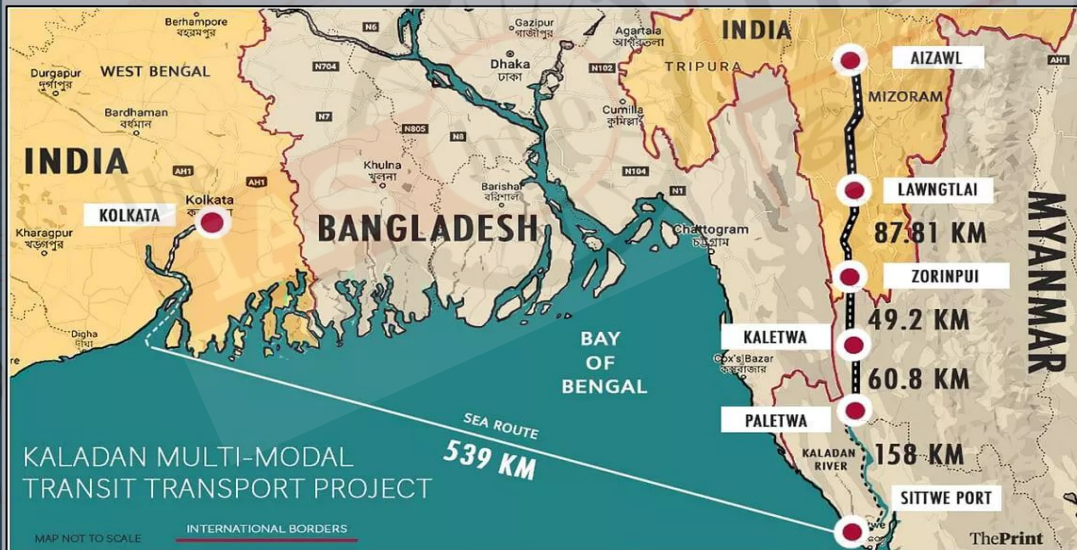 Berhampore
বহরমপুর
Durgapur
দুর্গাপুর
WEST BENGAL
Bardhaman
বর্ধমান
INDIA
AH1
AH1
KOLKATA
Kolkata
Kharagpur
খড়গপুর
Digha
দীঘা
N6
N704
N7
N805
N8
Gazipur
গাজীপুর
Dhaka
ঢাকা
N102
Khulna
খুলনা
Barishal
বরিশাল
BANGLADESH
Agartala
আগরতলা
INDIA
TRIPURA
Cumilla
কুমিল্লা
N104
N1
Chattogram
চট্টগ্রাম
Cox's Bazar
কক্সবাজার
AIZAWL
AH1
MIZORAM
LAWNGTLAI
87.81 KM
ZORINPUI
49.2 KM
KALETWA
60.8 KM
PALETWA
KALADAN
RIVER
158 KM
SITTWE PORT
MYANMAR
BAY
OF
BENGAL
SEA ROUTE
539 KM
KALADAN MULTI-MODAL
TRANSIT TRANSPORT PROJECT
MAP NOT TO SCALE
INTERNATIONAL BORDERS
ThePrint